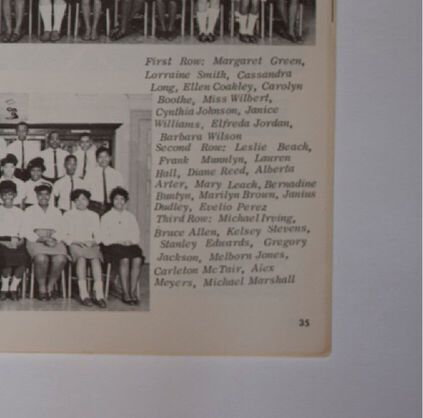 First Row: Margaret Green,
Lorraine Smith, Cassandra
Long, Ellen Coakley, Carolyn
Boothe, Miss Wilbert,
Cynthia Johnson, Janice
Williams, Elfreda Jordan,
Barbara Wilson
Second Row: Leslie Beach,
Frank Munnlyn, Lauren
Hall, Diane Reed, Alberta
Arter, Mary Leach, Bernadine
Buntyn, Marilyn Brown, Janius
Dudley, Evelio Perez
Third Row: Michael Irving,
Bruce Allen, Kelsey Stevens,
Stanley Edwards, Gregory
Jackson, Melborn Jones,
Carleton McTair, Alex
Meyers, Michael Marshall
35